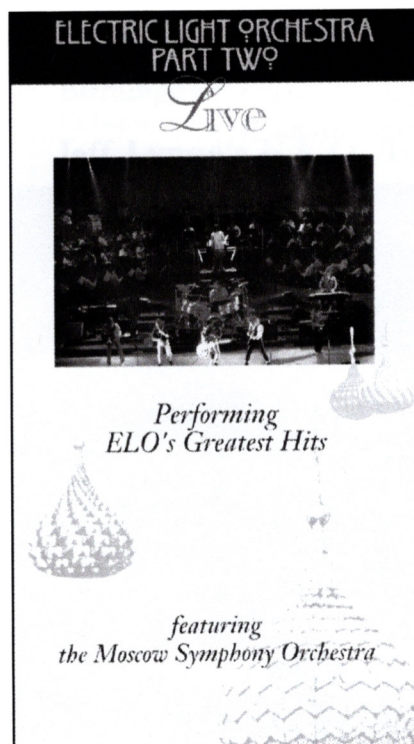 ELECTRIC LIGHT ORCHESTRA
PART TWO
Live
Performing
ELO's Greatest Hits
featuring
the Moscow Symphony Orchestra